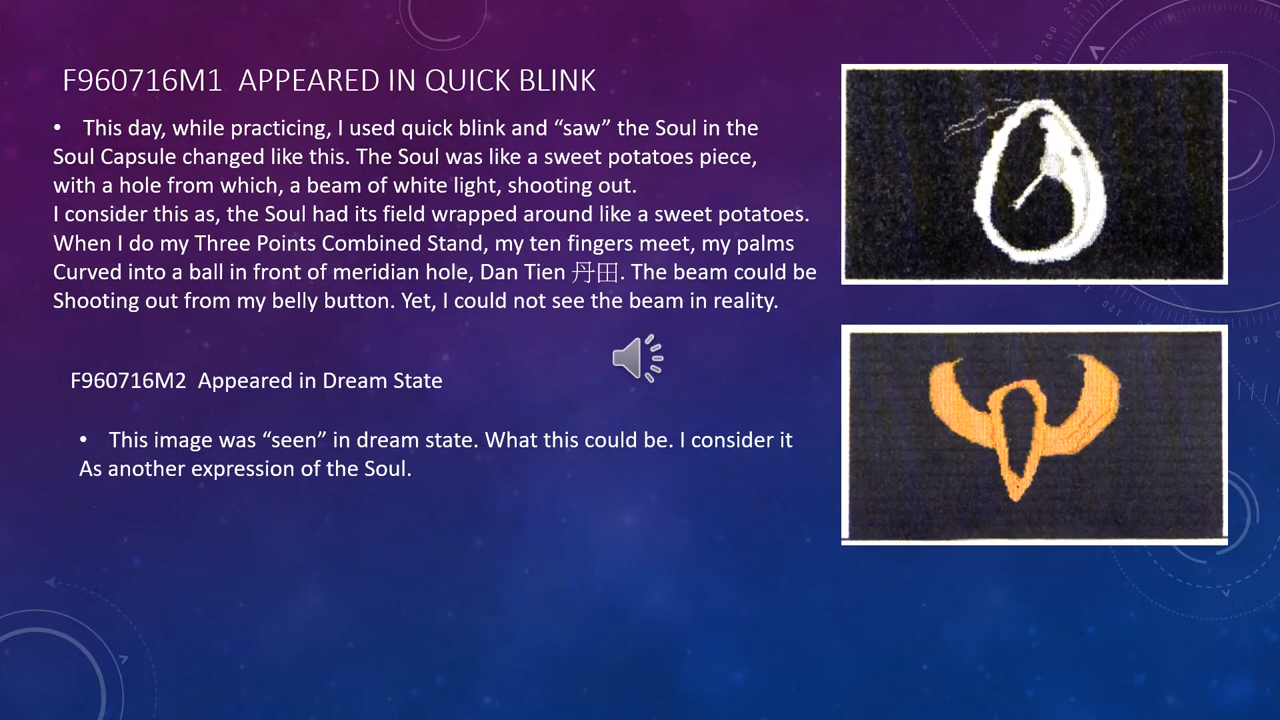 F960716M1  APPEARED IN QUICK BLINK
• This day, while practicing, I used quick blink and “saw” the Soul in the
Soul Capsule changed like this. The Soul was like a sweet potatoes piece,
with a hole from which, a beam of white light, shooting out.
I consider this as, the Soul had its field wrapped around like a sweet potatoes.
When I do my Three Points Combined Stand, my ten fingers meet, my palms
Curved into a ball in front of meridian hole, Dan Tien 丹田. The beam could be
Shooting out from my belly button. Yet, I could not see the beam in reality.
F960716M2  Appeared in Dream State
• This image was “seen” in dream state. What this could be. I consider it
As another expression of the Soul.